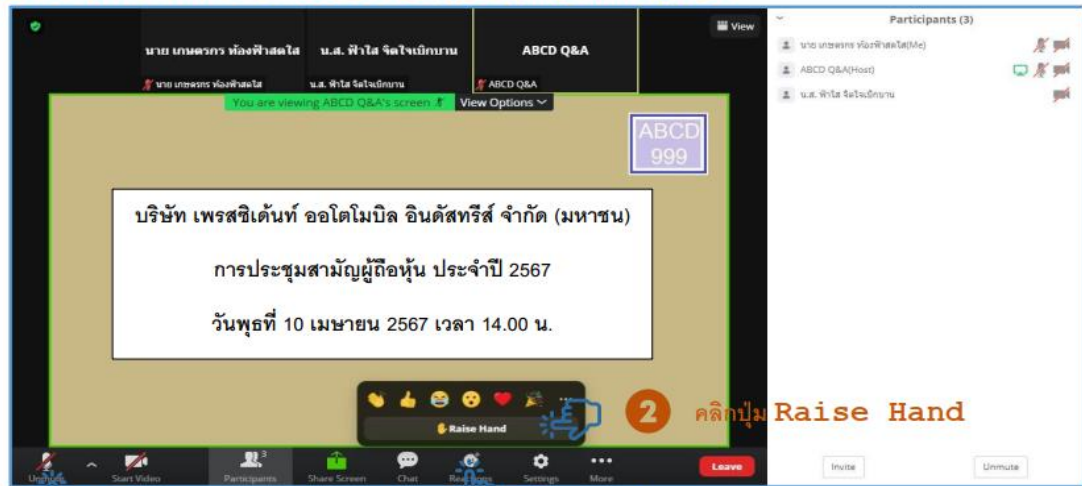 View
Participants (3)
นาย เกษตรกร ท้องฟ้าสดใส
น.ส. ฟ้าใส จิตใจเบิกบาน
ABCD Q&A
นาย เกษตรกร ท้องฟ้าสดใส
น.ส. ฟ้าใส จิตใจเบิกบาน
ABCD Q&A
นาย เกษตรกร ท้องฟ้าสดใส(Me)
ABCD Q&A(Host)
น.ส. ฟ้าใส จิตใจเบิกบาน
You are viewing ABCD Q&A's screen
View Options
ABCD
999
บริษัท เพรสซิเด้นท์ ออโตโมบิล อินดัสทรีส์ จำกัด (มหาชน)
การประชุมสามัญผู้ถือหุ้น ประจำปี 2567
วันพุธที่ 10 เมษายน 2567 เวลา 14.00 น.
Raise Hand
2 คลิกปุ่ม Raise Hand
Unmute
Start Video
Participants
3
Share Screen
Chat
Reactions
Settings
More
Leave
Invite
Unmute